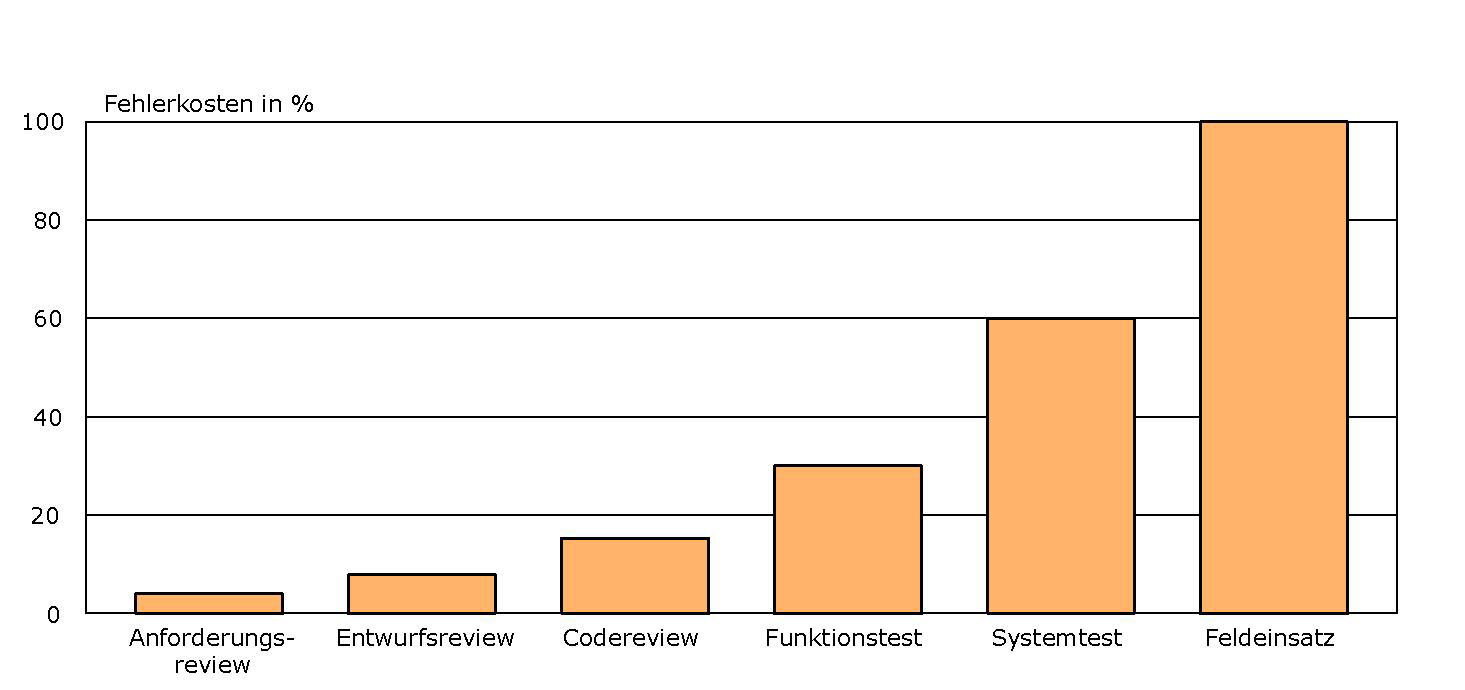 Fehlerkosten in %
100
80
60
40
20
0
Anforderungs-
review
Entwurfsreview
Codereview
Funktionstest
Systemtest
Feldeinsatz